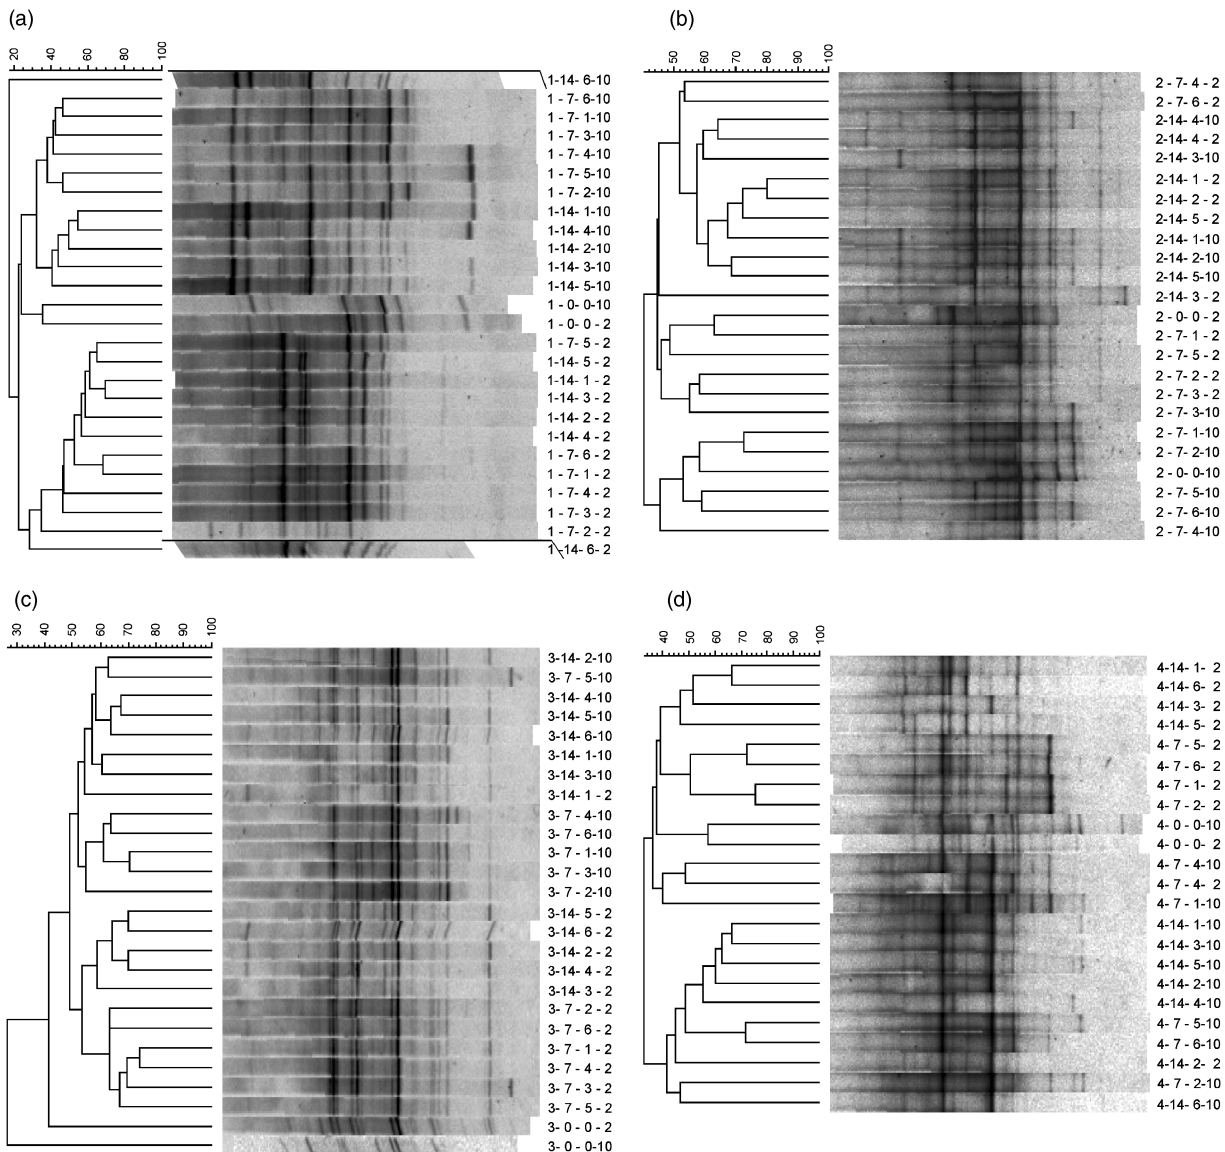 (a)
20 40 60 80 100
1-14- 6-10
1 - 7- 6-10
1 - 7- 1-10
1 - 7- 3-10
1 - 7- 4-10
1 - 7- 5-10
1 - 7- 2-10
1-14- 1-10
1-14- 4-10
1-14- 2-10
1-14- 3-10
1-14- 5-10
1 - 0- 0-10
1 - 0- 0 - 2
1 - 7- 5 - 2
1-14- 5 - 2
1-14- 1 - 2
1-14- 3 - 2
1-14- 2 - 2
1-14- 4 - 2
1 - 7- 6 - 2
1 - 7- 1 - 2
1 - 7- 4 - 2
1 - 7- 3 - 2
1 - 7- 2 - 2
1 -14- 6- 2
(b)
50 60 70 80 90 100
2 - 7- 4 - 2
2 - 7- 6 - 2
2-14- 4-10
2-14- 4 - 2
2-14- 3-10
2-14- 1 - 2
2-14- 2 - 2
2-14- 5 - 2
2-14- 1-10
2-14- 2-10
2-14- 5-10
2-14- 3 - 2
2 - 0- 0 - 2
2 - 7- 1 - 2
2 - 7- 5 - 2
2 - 7- 2 - 2
2 - 7- 3 - 2
2 - 7- 3-10
2 - 7- 1-10
2 - 7- 2-10
2 - 0- 0-10
2 - 7- 5-10
2 - 7- 6-10
2 - 7- 4-10
(c)
30 40 50 60 70 80 90 100
3-14- 2-10
3- 7 - 5-10
3-14- 4-10
3-14- 5-10
3-14- 6-10
3-14- 1-10
3-14- 3-10
3-14- 1 - 2
3- 7 - 4-10
3- 7 - 6-10
3- 7 - 1-10
3- 7 - 3-10
3- 7 - 2-10
3-14- 5 - 2
3-14- 6 - 2
3-14- 2 - 2
3-14- 4 - 2
3-14- 3 - 2
3- 7 - 2 - 2
3- 7 - 6 - 2
3- 7 - 1 - 2
3- 7 - 4 - 2
3- 7 - 3 - 2
3- 7 - 5 - 2
3- 0 - 0 - 2
3- 0 - 0-10
(d)
40 50 60 70 80 90 100
4-14- 1- 2
4-14- 6- 2
4-14- 3- 2
4-14- 5- 2
4- 7- 5- 2
4- 7- 6- 2
4- 7- 1- 2
4- 7- 2- 2
4- 0- 0-10
4- 0- 0- 2
4- 7- 4-10
4- 7- 4- 2
4- 7- 1-10
4-14- 1-10
4-14- 3-10
4-14- 5-10
4-14- 2-10
4-14- 4-10
4- 7- 5-10
4- 7- 6-10
4-14- 2- 2
4- 7- 2-10
4-14- 6-10